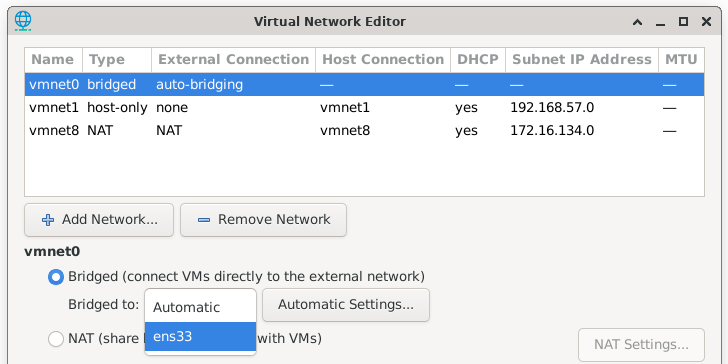 Virtual Network Editor
Name Type External Connection Host Connection DHCP Subnet IP Address MTU
vmnet0 bridged auto-bridging — — — —
vmnet1 host-only none vmnet1 yes 192.168.57.0 —
vmnet8 NAT NAT vmnet8 yes 172.16.134.0 —
Add Network... Remove Network
vmnet0
Bridged (connect VMs directly to the external network)
Bridged to: Automatic Automatic Settings...
ens33
NAT (share with VMs)
NAT Settings...